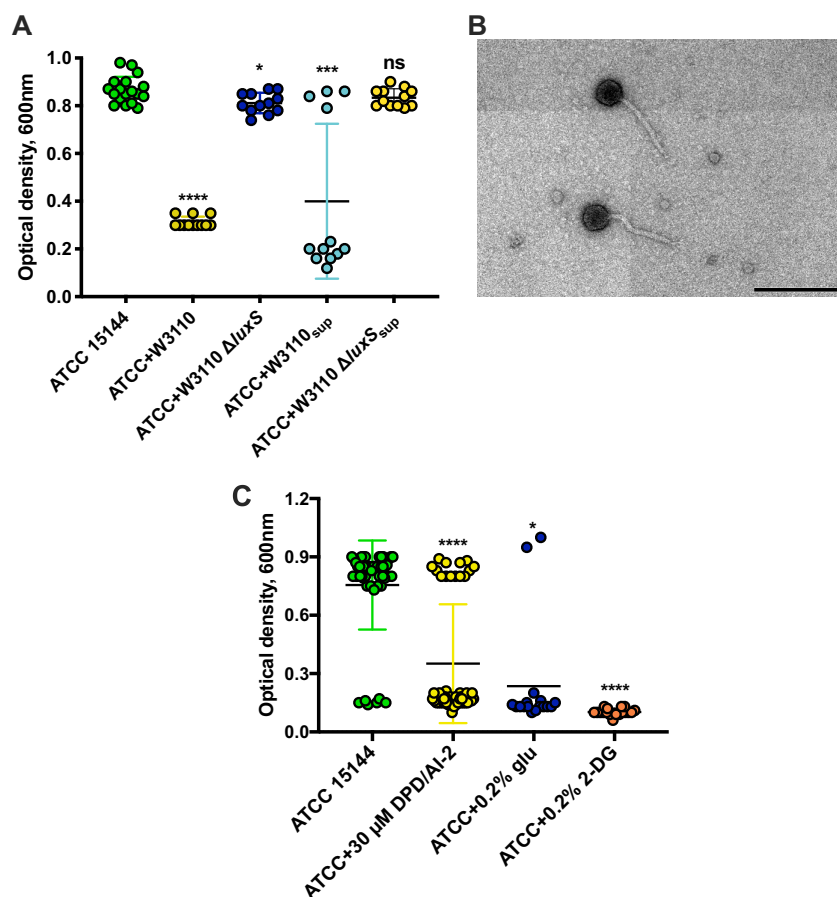 A
Optical density, 600nm
1.0
0.8
0.6
0.4
0.2
0.0
****
*
***
ns
ATCC 15144
ATCC+W3110
ATCC+W3110 ΔluxS
ATCC+W3110sup
ATCC+W3110 ΔluxSsup
B
C
Optical density, 600nm
1.2
0.9
0.6
0.3
0.0
****
*
****
ATCC 15144
ATCC+30 µM DPD/AI-2
ATCC+0.2% glu
ATCC+0.2% 2-DG